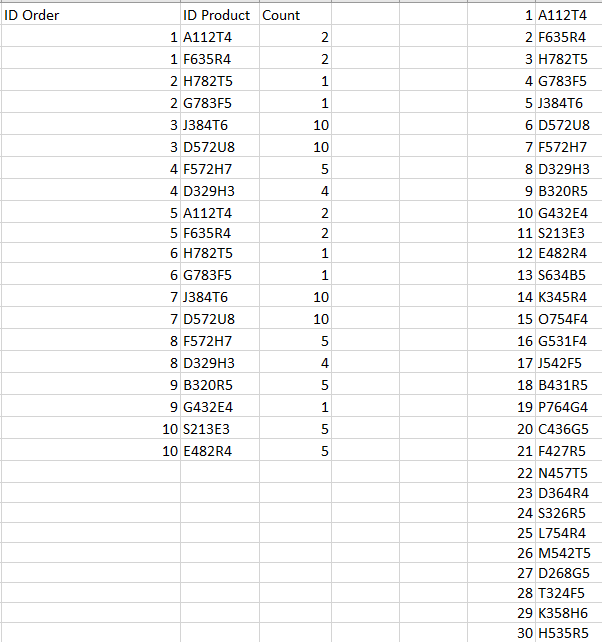 ID Order ID Product Count 1 A112T4
1 A112T4 2 2 F635R4
1 F635R4 2 3 H782T5
2 H782T5 1 4 G783F5
2 G783F5 1 5 J384T6
3 J384T6 10 6 D572U8
3 D572U8 10 7 F572H7
4 F572H7 5 8 D329H3
4 D329H3 4 9 B320R5
5 A112T4 2 10 G432E4
5 F635R4 2 11 S213E3
6 H782T5 1 12 E482R4
6 G783F5 1 13 S634B5
7 J384T6 10 14 K345R4
7 D572U8 10 15 O754F4
8 F572H7 5 16 G531F4
8 D329H3 4 17 J542F5
9 B320R5 5 18 B431R5
9 G432E4 1 19 P764G4
10 S213E3 5 20 C436G5
10 E482R4 5 21 F427R5
22 N457T5
23 D364R4
24 S326R5
25 L754R4
26 M542T5
27 D268G5
28 T324F5
29 K358H6
30 H535R5